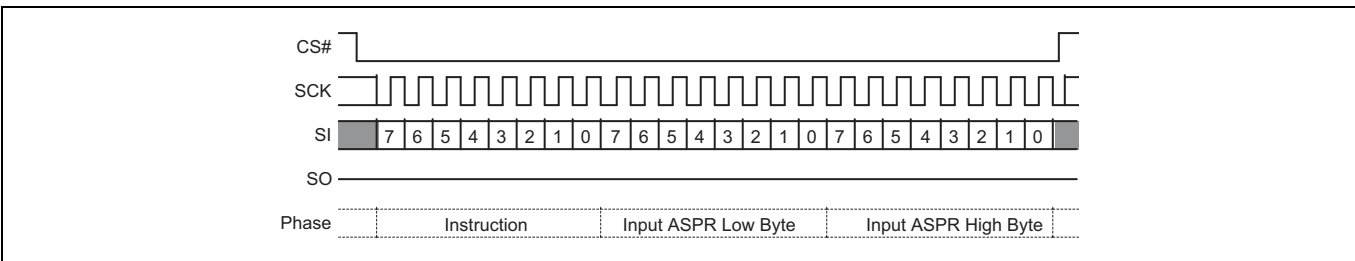 CS#
SCK
SI 7 6 5 4 3 2 1 0 7 6 5 4 3 2 1 0 7 6 5 4 3 2 1 0
SO
Phase Instruction Input ASPR Low Byte Input ASPR High Byte